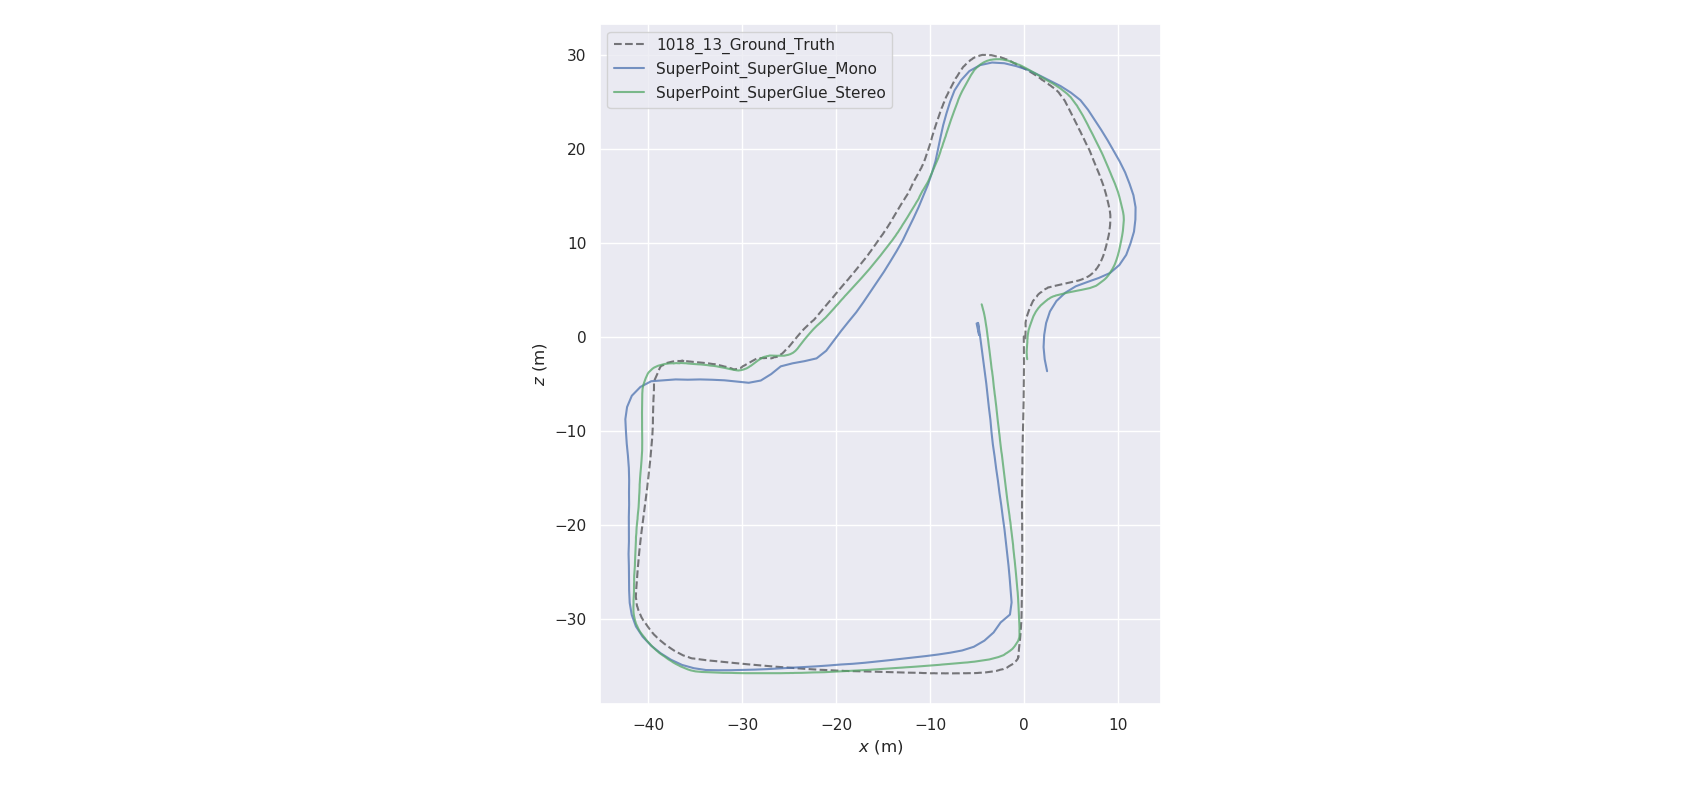 1018_13_Ground_Truth
SuperPoint_SuperGlue_Mono
SuperPoint_SuperGlue_Stereo
30
20
10
0
−10
−20
−30
z (m)
−40
−30
−20
−10
0
10
x (m)